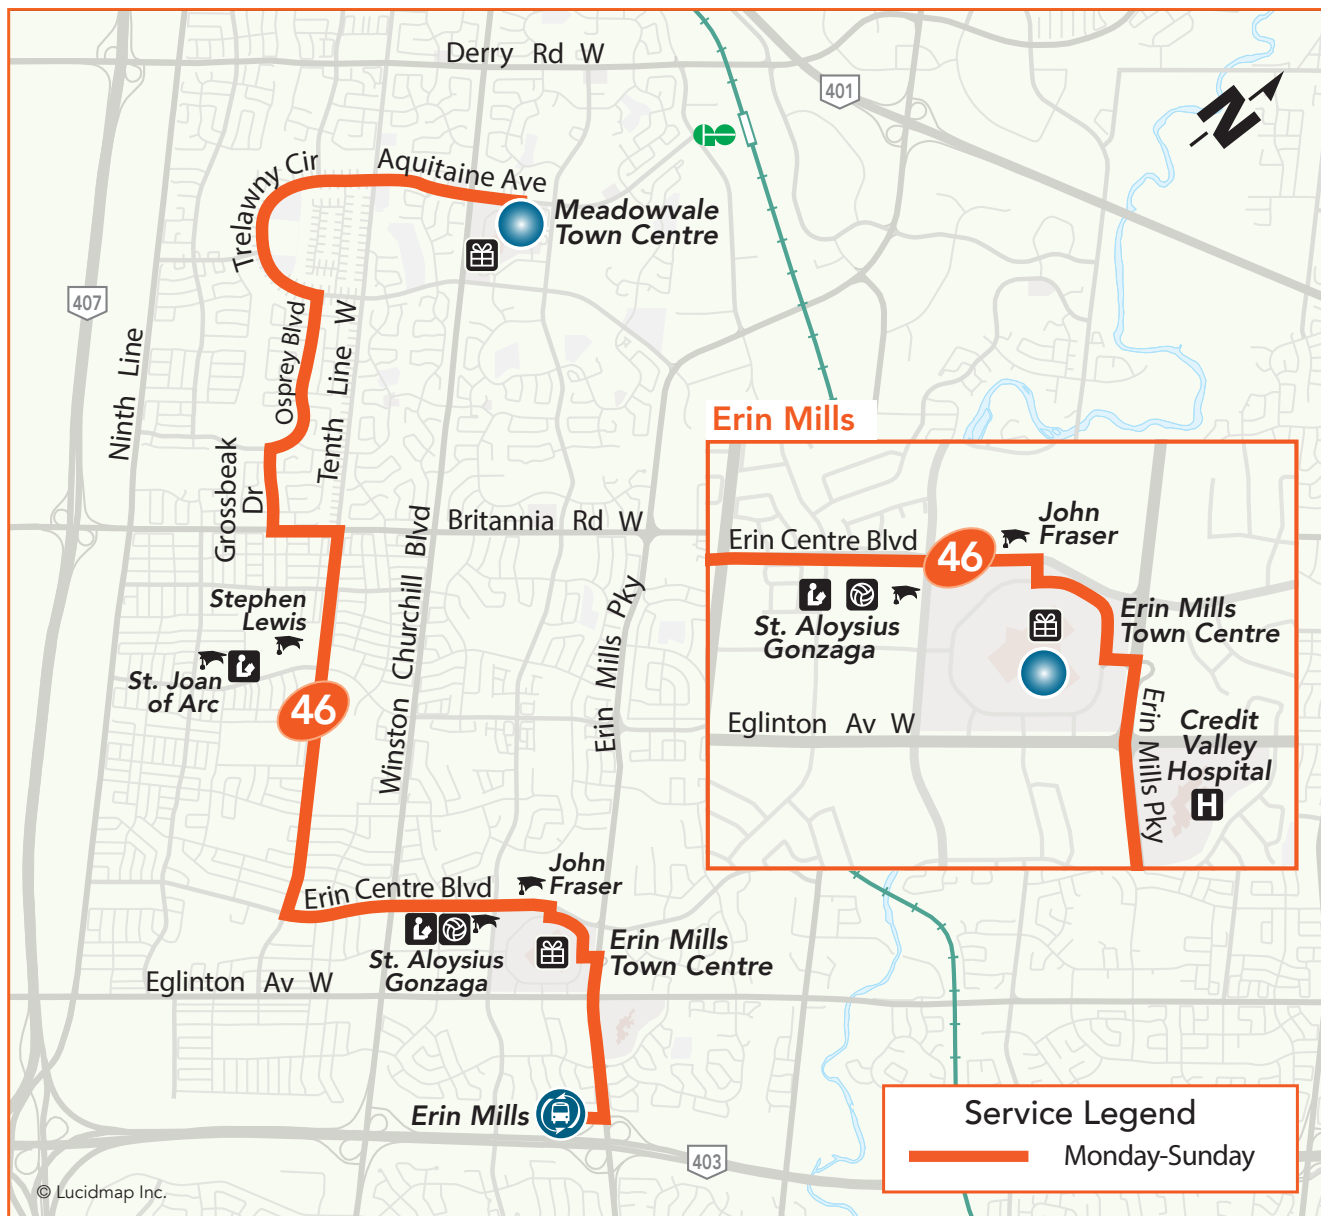 Derry Rd W
401
N
GO
Trelawny Cir
Aquitaine Ave
Meadowvale
Town Centre
407
Ninth Line
Osprey Blvd
Tenth Line W
Grossbeak
Dr
Winston Churchill Blvd
Britannia Rd W
Erin Mills Pky
Stephen
Lewis
St. Joan
of Arc
46
Erin Mills
Erin Centre Blvd
46
John
Fraser
St. Aloysius
Gonzaga
Erin Mills
Town Centre
Eglinton Av W
Erin Mills Pky
Credit
Valley
Hospital
H
Erin Centre Blvd
John
Fraser
St. Aloysius
Gonzaga
Erin Mills
Town Centre
Eglinton Av W
Erin Mills
403
Service Legend
Monday-Sunday
© Lucidmap Inc.